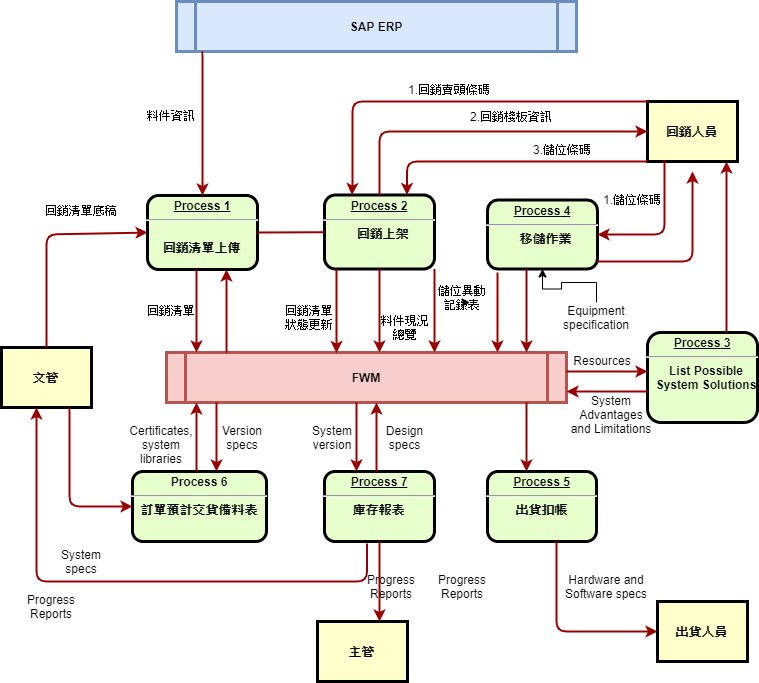 SAP ERP
料件資訊
1.回銷賣頭條碼
2.回銷棧板資訊
3.儲位條碼
回銷人員
1.儲位條碼
回銷清單底稿
Process 1
回銷清單上傳
Process 2
回銷上架
Process 4
移儲作業
回銷清單
回銷清單
狀態更新
料件現況
總覽
儲位異動
記錄表
Equipment
specification
Process 3
List Possible
System Solutions
文管
FWM
Resources
System
Advantages
and Limitations
Certificates,
system
libraries
Version
specs
System
version
Design
specs
Process 6
訂單預計交貨備料表
Process 7
庫存報表
Process 5
出貨扣帳
System
specs
Progress
Reports
Progress
Reports
Progress
Reports
Hardware and
Software specs
主管
出貨人員